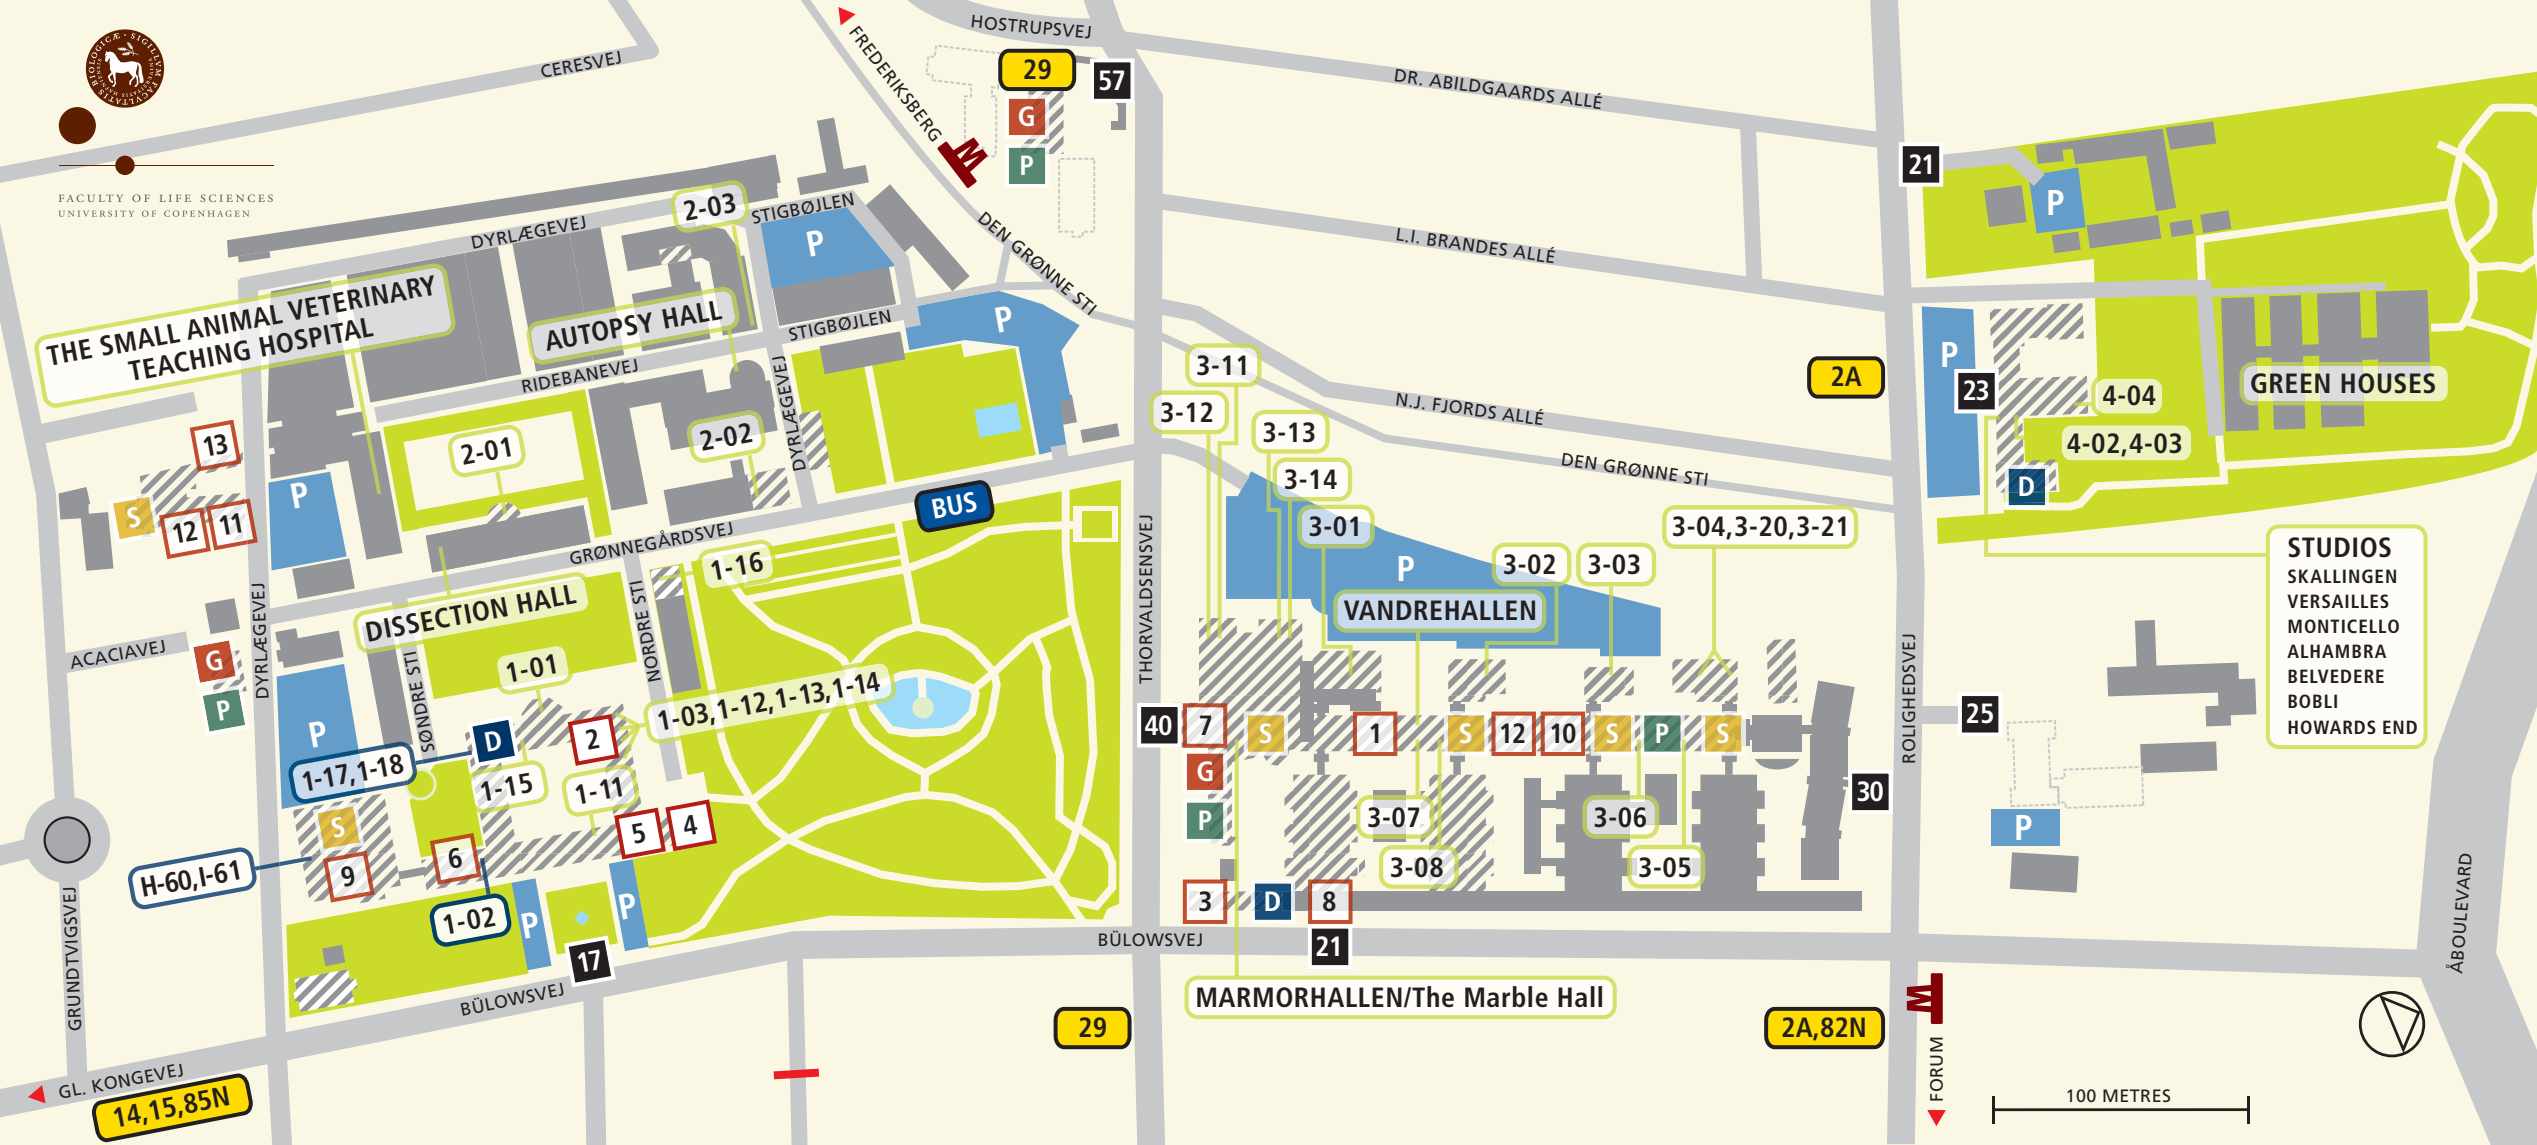 SIGILLVM FACVLTATIS BIOLOGICÆ
FACULTY OF LIFE SCIENCES
UNIVERSITY OF COPENHAGEN
CERESVEJ
HOSTRUPSVEJ
FREDERIKSBERG
M
29
57
G
P
DR. ABILDGAARDS ALLÉ
21
P
DYRLÆGEVEJ
2-03
STIGBØJLEN
P
DEN GRØNNE STI
L.I. BRANDES ALLÉ
THE SMALL ANIMAL VETERINARY
TEACHING HOSPITAL
AUTOPSY HALL
STIGBØJLEN
P
RIDEBANEVEJ
DYRLÆGEVEJ
3-11
3-12
3-13
3-14
N.J. FJORDS ALLÉ
DEN GRØNNE STI
2A
P
23
4-04
4-02,4-03
D
GREEN HOUSES
13
S
12
11
P
2-01
2-02
BUS
GRØNNEGÅRDSVEJ
1-16
NORDRE STI
DISSECTION HALL
THORVALDSENSVEJ
3-01
P
3-02
3-03
3-04,3-20,3-21
VANDREHALLEN
STUDIOS
SKALLINGEN
VERSAILLES
MONTICELLO
ALHAMBRA
BELVEDERE
BOBLI
HOWARDS END
ACACIAVEJ
G
P
DYRLÆGEVEJ
P
SØNDRE STI
1-01
D
2
1-03,1-12,1-13,1-14
1-17,1-18
1-15
1-11
5
4
S
9
6
H-60,I-61
1-02
P
P
17
40
7
S
1
S
12
10
S
P
S
G
P
3-07
3-08
3-06
3-05
30
ROLIGHEDSVEJ
25
P
3
D
8
21
BÜLOWSVEJ
MARMORHALLEN/The Marble Hall
GRUNDTVIGSVEJ
BÜLOWSVEJ
GL. KONGEVEJ
14,15,85N
29
2A,82N
M
FORUM
ÅBOULEVARD
100 METRES